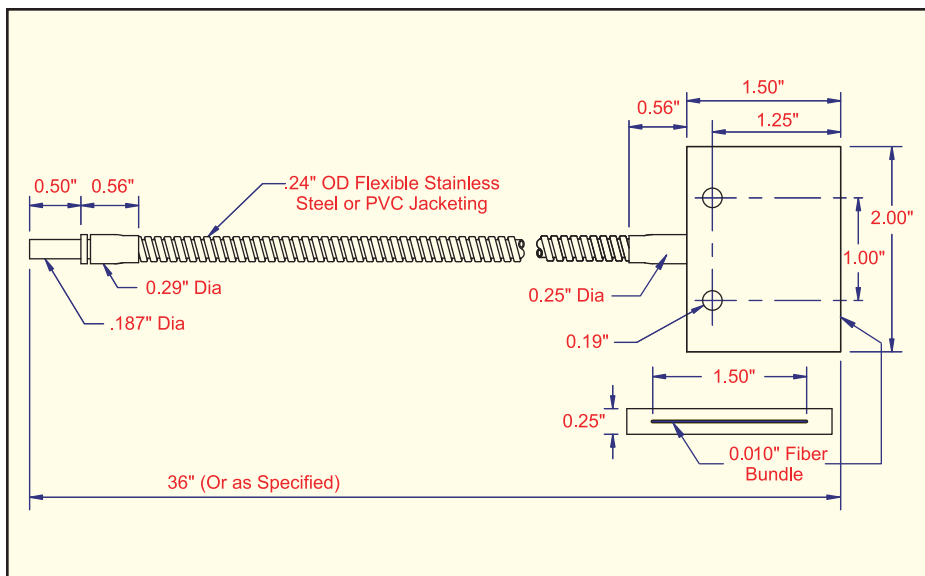 1.50"
0.56"
1.25"
0.50"
0.56"
.24" OD Flexible Stainless
Steel or PVC Jacketing
2.00"
1.00"
0.29" Dia
0.25" Dia
.187" Dia
0.19"
1.50"
0.25"
0.010" Fiber
Bundle
36" (Or as Specified)